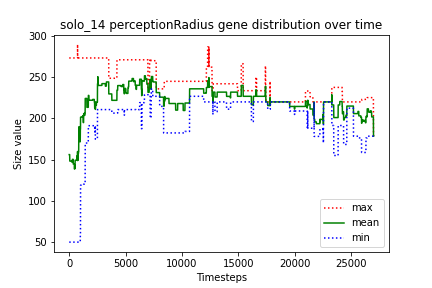 solo_14 perceptionRadius gene distribution over time
Size value
300
250
200
150
100
50
max
mean
min
0
5000
10000
15000
20000
25000
Timesteps